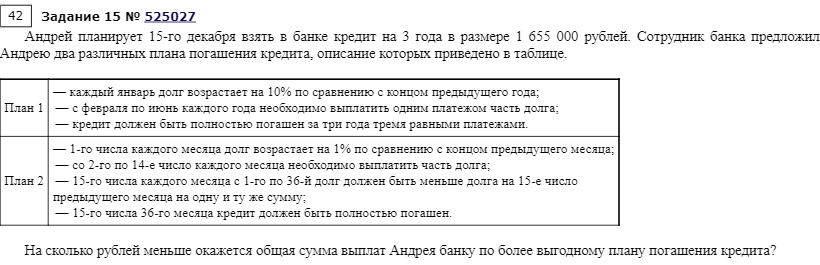 42 Задание 15 № 525027
Андрей планирует 15-го декабря взять в банке кредит на 3 года в размере 1 655 000 рублей. Сотрудник банка предложил
Андрею два различных плана погашения кредита, описание которых приведено в таблице.
План 1
— каждый январь долг возрастает на 10% по сравнению с концом предыдущего года;
— с февраля по июнь каждого года необходимо выплатить одним платежом часть долга;
— кредит должен быть полностью погашен за три года тремя равными платежами.
План 2
— 1-го числа каждого месяца долг возрастает на 1% по сравнению с концом предыдущего месяца;
— со 2-го по 14-е число каждого месяца необходимо выплатить часть долга;
— 15-го числа каждого месяца с 1-го по 36-й долг должен быть меньше долга на 15-е число
предыдущего месяца на одну и ту же сумму;
— 15-го числа 36-го месяца кредит должен быть полностью погашен.
На сколько рублей меньше окажется общая сумма выплат Андрея банку по более выгодному плану погашения кредита?